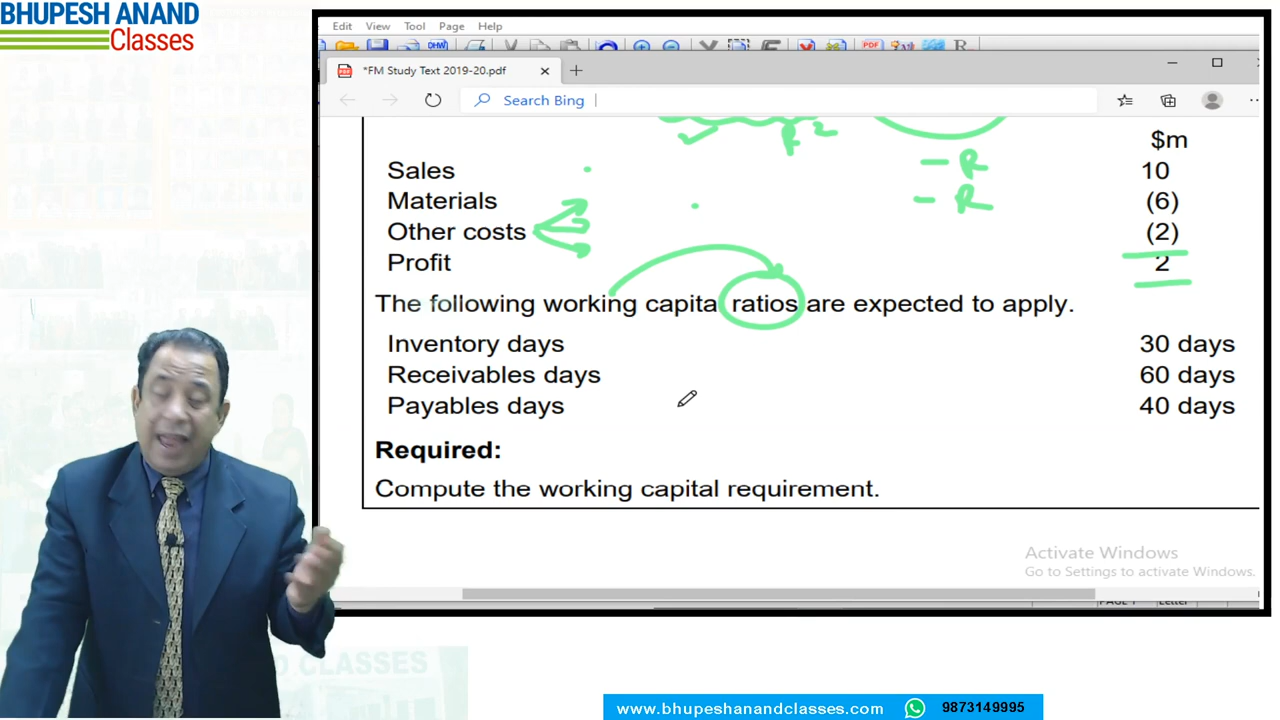 BHUPESH ANAND
Classes
Edit View Tool Page Help
*FM Study Text 2019-20.pdf
Search Bing
R 2
$m
Sales 10
- R
Materials (6)
- R
Other costs (2)
Profit 2
The following working capita ratios are expected to apply.
Inventory days 30 days
Receivables days 60 days
Payables days 40 days
Required:
Compute the working capital requirement.
Activate Windows
Go to Settings to activate Windows.
D CLASSES
www.bhupeshanandclasses.com 9873149995